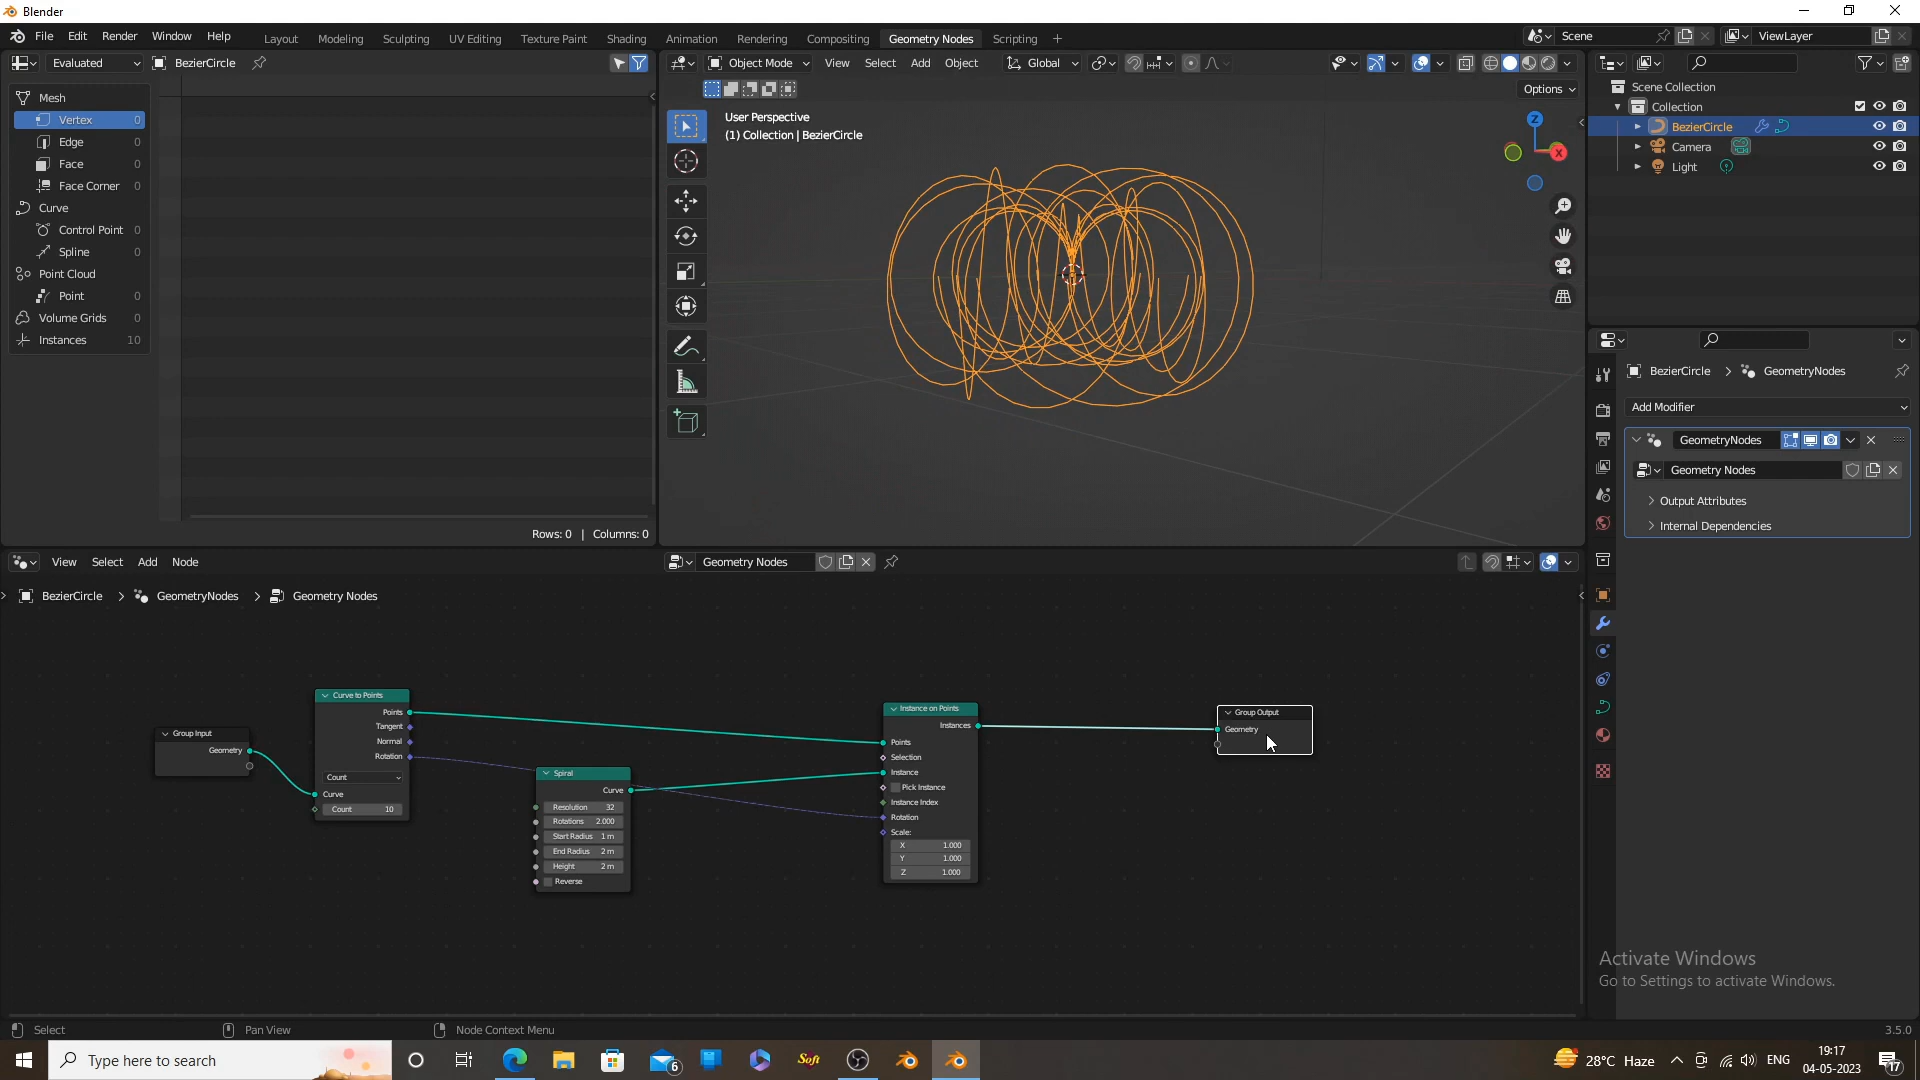 Blender
File Edit Render Window Help Layout Modeling Sculpting UV Editing Texture Paint Shading Animation Rendering Compositing Geometry Nodes Scripting +
Scene
ViewLayer
Evaluated BezierCircle
Mesh
Vertex 0
Edge 0
Face 0
Face Corner 0
Curve
Control Point 0
Spline 0
Point Cloud
Point 0
Volume Grids 0
Instances 10
Rows: 0 | Columns: 0
Object Mode View Select Add Object Global
Options
User Perspective
(1) Collection | BezierCircle
Z
X
Scene Collection
Collection
BezierCircle
Camera
Light
BezierCircle > GeometryNodes
Add Modifier
GeometryNodes
Geometry Nodes
Output Attributes
Internal Dependencies
View Select Add Node
Geometry Nodes
BezierCircle > GeometryNodes > Geometry Nodes
Group Input
Geometry
Curve to Points
Points
Tangent
Normal
Rotation
Count
Curve
Count 10
Spiral
Curve
Resolution 32
Rotations 2.000
Start Radius 1 m
End Radius 2 m
Height 2 m
Reverse
Instance on Points
Instances
Points
Selection
Instance
Pick Instance
Instance Index
Rotation
Scale:
X 1.000
Y 1.000
Z 1.000
Group Output
Geometry
Activate Windows
Go to Settings to activate Windows.
Select
Pan View
Node Context Menu
3.5.0
Type here to search
6
Soft
28°C Haze
ENG
19:17
04-05-2023
17